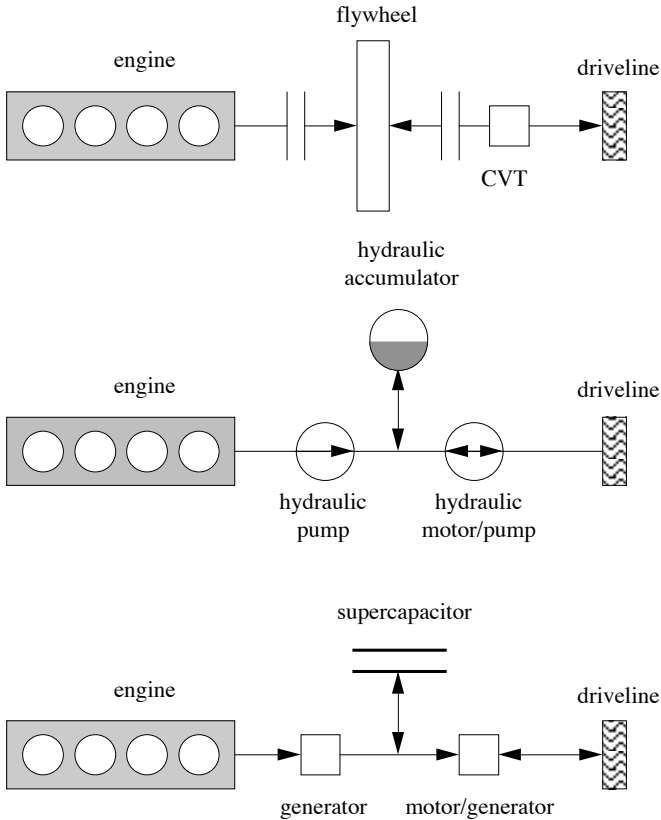 flywheel
engine
driveline
CVT
hydraulic
accumulator
engine
driveline
hydraulic
pump
hydraulic
motor/pump
supercapacitor
engine
driveline
generator
motor/generator